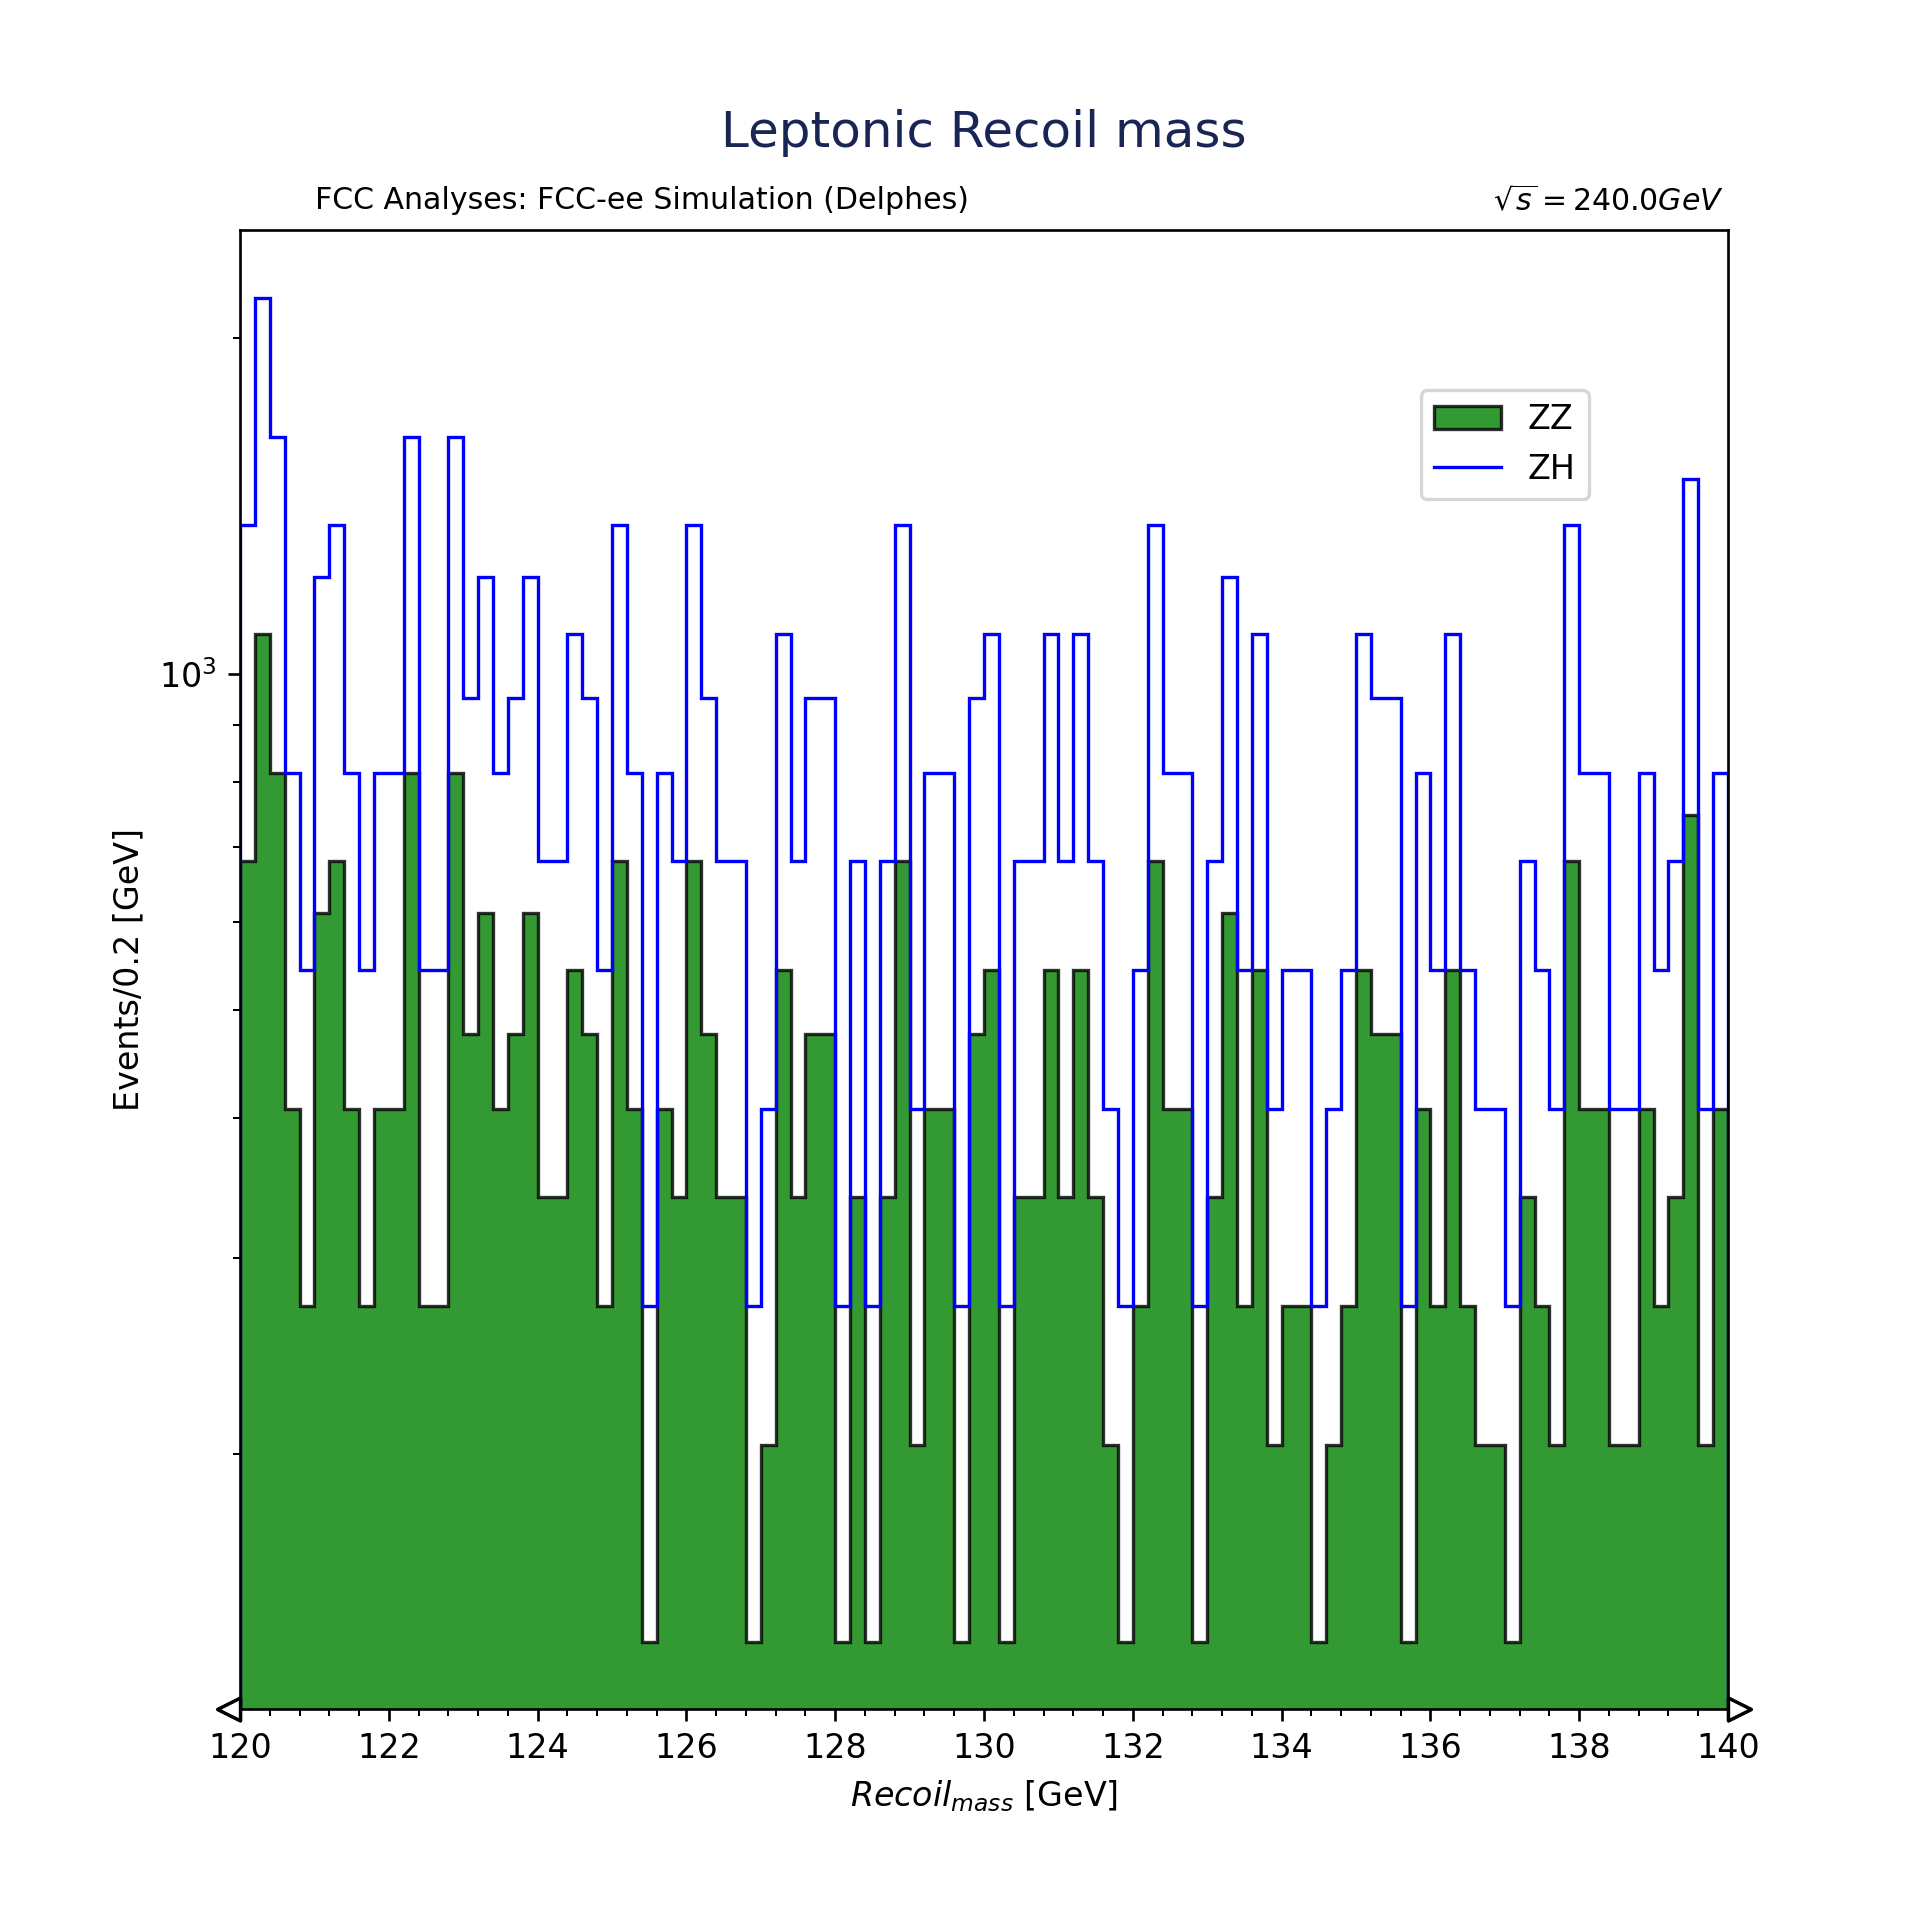 Leptonic Recoil mass
FCC Analyses: FCC-ee Simulation (Delphes)
√s = 240.0GeV
ZZ
ZH
10³
Events/0.2 [GeV]
120 122 124 126 128 130 132 134 136 138 140
Recoil_mass [GeV]